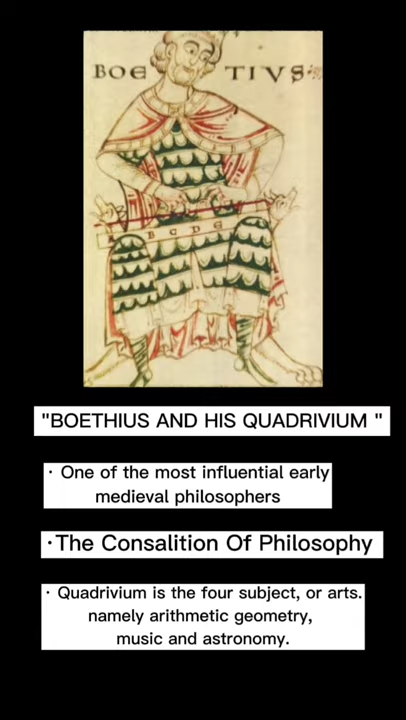 BOE TIVS
A B C D G
"BOETHIUS AND HIS QUADRIVIUM "
· One of the most influential early
medieval philosophers
·The Consalition Of Philosophy
· Quadrivium is the four subject, or arts.
namely arithmetic geometry,
music and astronomy.